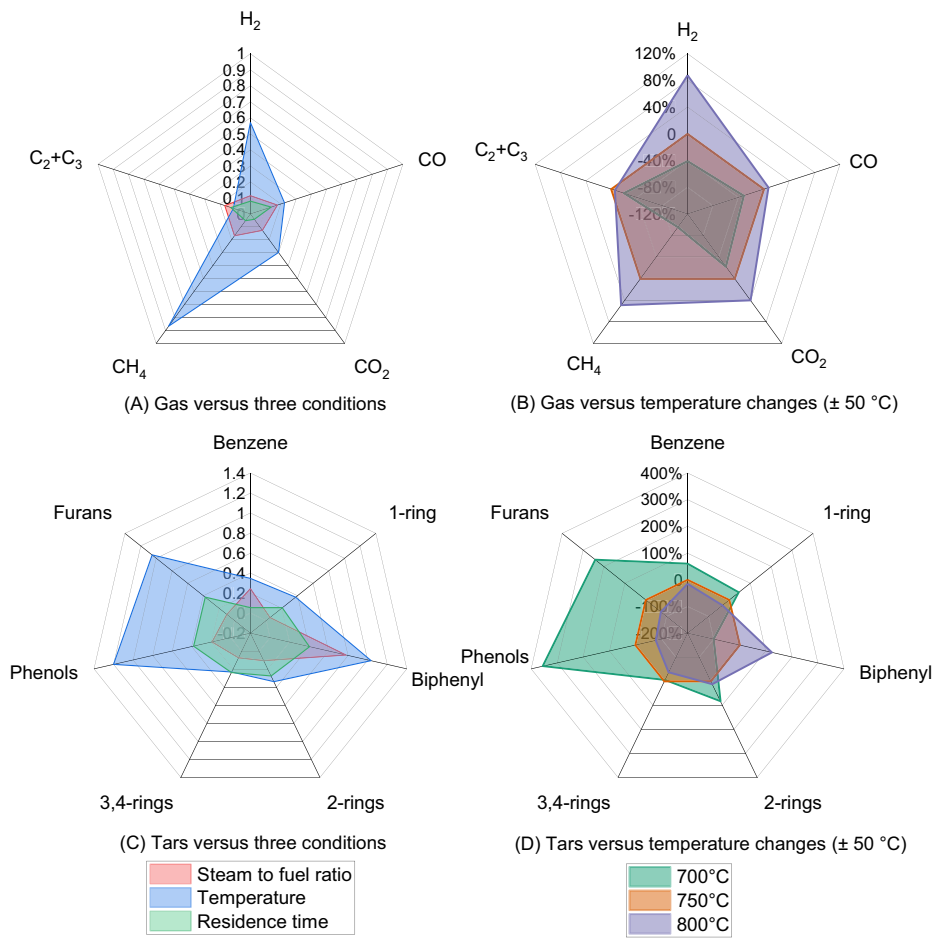 H2
1
0.9
0.8
0.7
0.6
0.5
0.4
0.3
0.2
0.1
0
C2+C3
CO
CH4
CO2
(A) Gas versus three conditions
H2
120%
80%
40%
0
-40%
-80%
-120%
C2+C3
CO
CH4
CO2
(B) Gas versus temperature changes (± 50 °C)
Benzene
1.4
1.2
1
0.8
0.6
0.4
0.2
0
-0.2
Furans
1-ring
Phenols
Biphenyl
3,4-rings
2-rings
(C) Tars versus three conditions
Steam to fuel ratio
Temperature
Residence time
Benzene
400%
300%
200%
100%
0
-100%
-200%
Furans
1-ring
Phenols
Biphenyl
3,4-rings
2-rings
(D) Tars versus temperature changes (± 50 °C)
700°C
750°C
800°C